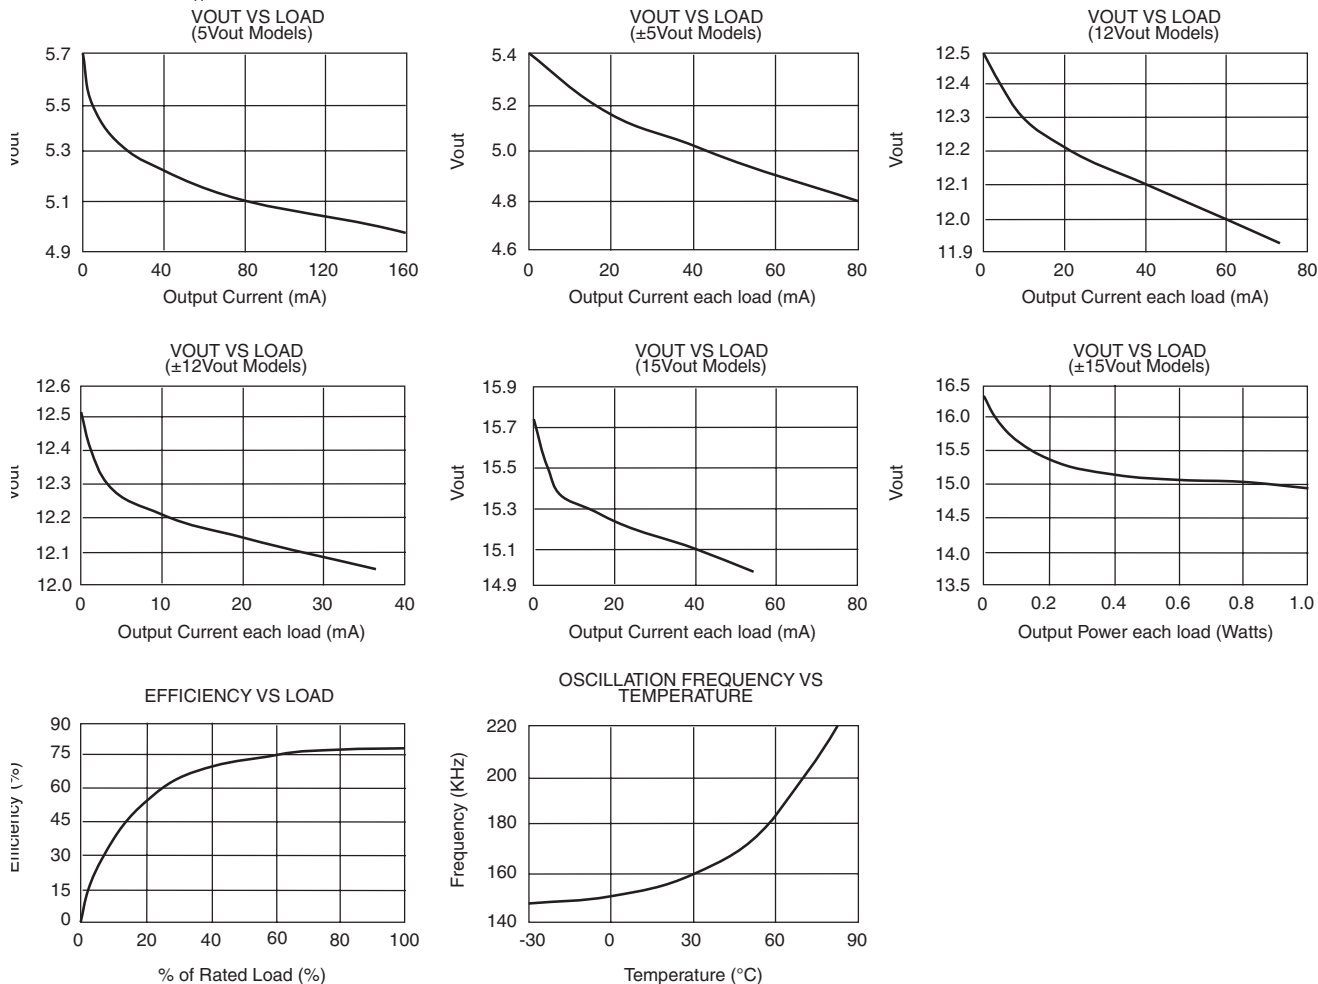 VOUT VS LOAD
(5Vout Models)
5.7
5.5
5.3
5.1
4.9
Vout
0 40 80 120 160
Output Current (mA)
VOUT VS LOAD
(±5Vout Models)
5.4
5.2
5.0
4.8
4.6
Vout
0 20 40 60 80
Output Current each load (mA)
VOUT VS LOAD
(12Vout Models)
12.5
12.4
12.3
12.2
12.1
12.0
11.9
Vout
0 20 40 60 80
Output Current each load (mA)
VOUT VS LOAD
(±12Vout Models)
12.6
12.5
12.4
12.3
12.2
12.1
12.0
Vout
0 10 20 30 40
Output Current each load (mA)
VOUT VS LOAD
(15Vout Models)
15.9
15.7
15.5
15.3
15.1
14.9
Vout
0 20 40 60 80
Output Current each load (mA)
VOUT VS LOAD
(±15Vout Models)
16.5
16.0
15.5
15.0
14.5
14.0
13.5
Vout
0 0.2 0.4 0.6 0.8 1.0
Output Power each load (Watts)
EFFICIENCY VS LOAD
90
75
60
45
30
15
0
Efficiency (%)
0 20 40 60 80 100
% of Rated Load (%)
OSCILLATION FREQUENCY VS
TEMPERATURE
220
200
180
160
140
Frequency (KHz)
-30 0 30 60 90
Temperature (°C)